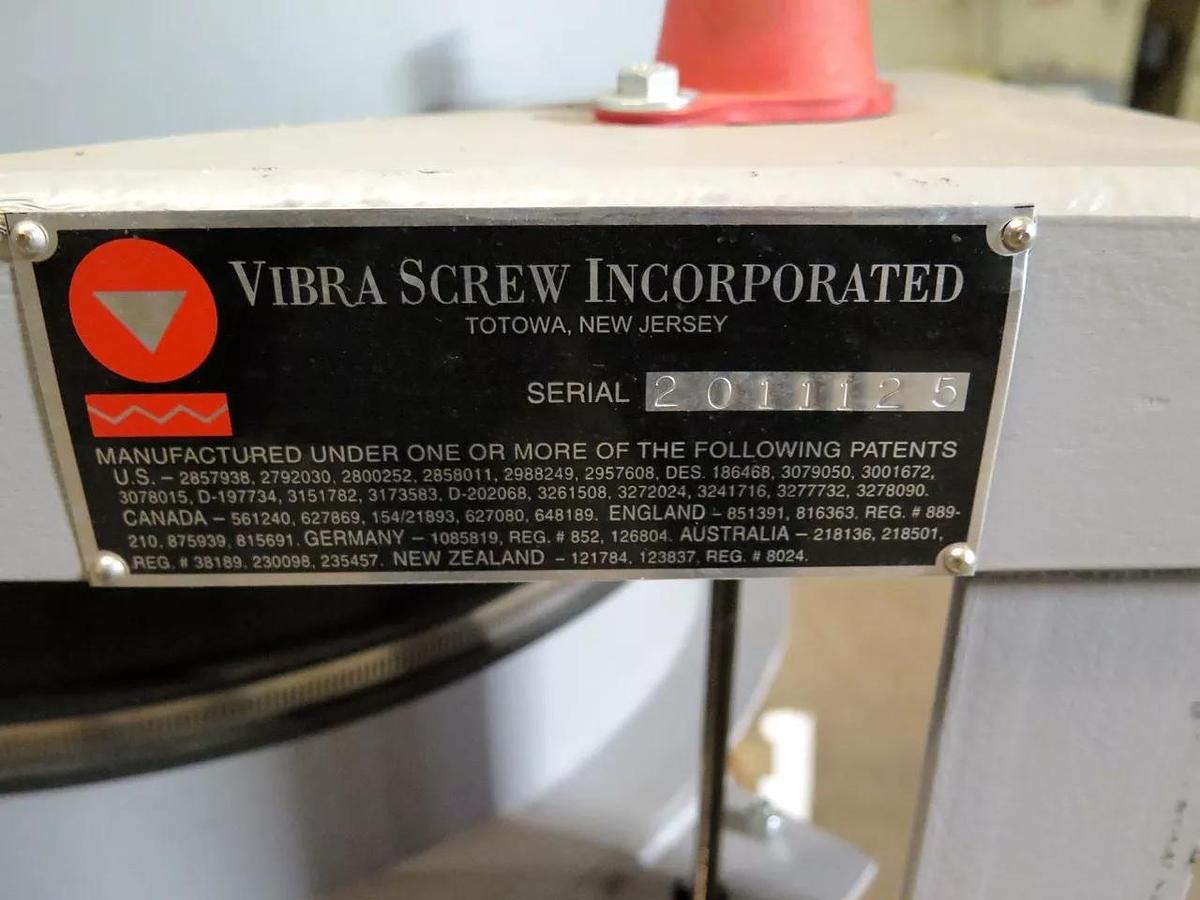 VIBRA SCREW INCORPORATED
TOTOWA, NEW JERSEY
SERIAL 2011125
MANUFACTURED UNDER ONE OR MORE OF THE FOLLOWING PATENTS
U.S. – 2857938, 2792030, 2800252, 2858011, 2988249, 2957608, DES. 186468, 3079050, 3001672,
3078015, D-197734, 3151782, 3173583, D-202068, 3261508, 3272024, 3241716, 3277732, 3278090.
CANADA – 561240, 627869, 154/21893, 627080, 648189. ENGLAND – 851391, 816363, REG. # 889-
210, 875939, 815691. GERMANY – 1085819, REG. # 852, 126804. AUSTRALIA – 218136, 218501,
REG. # 38189, 230098, 235457. NEW ZEALAND – 121784, 123837, REG. # 8024.